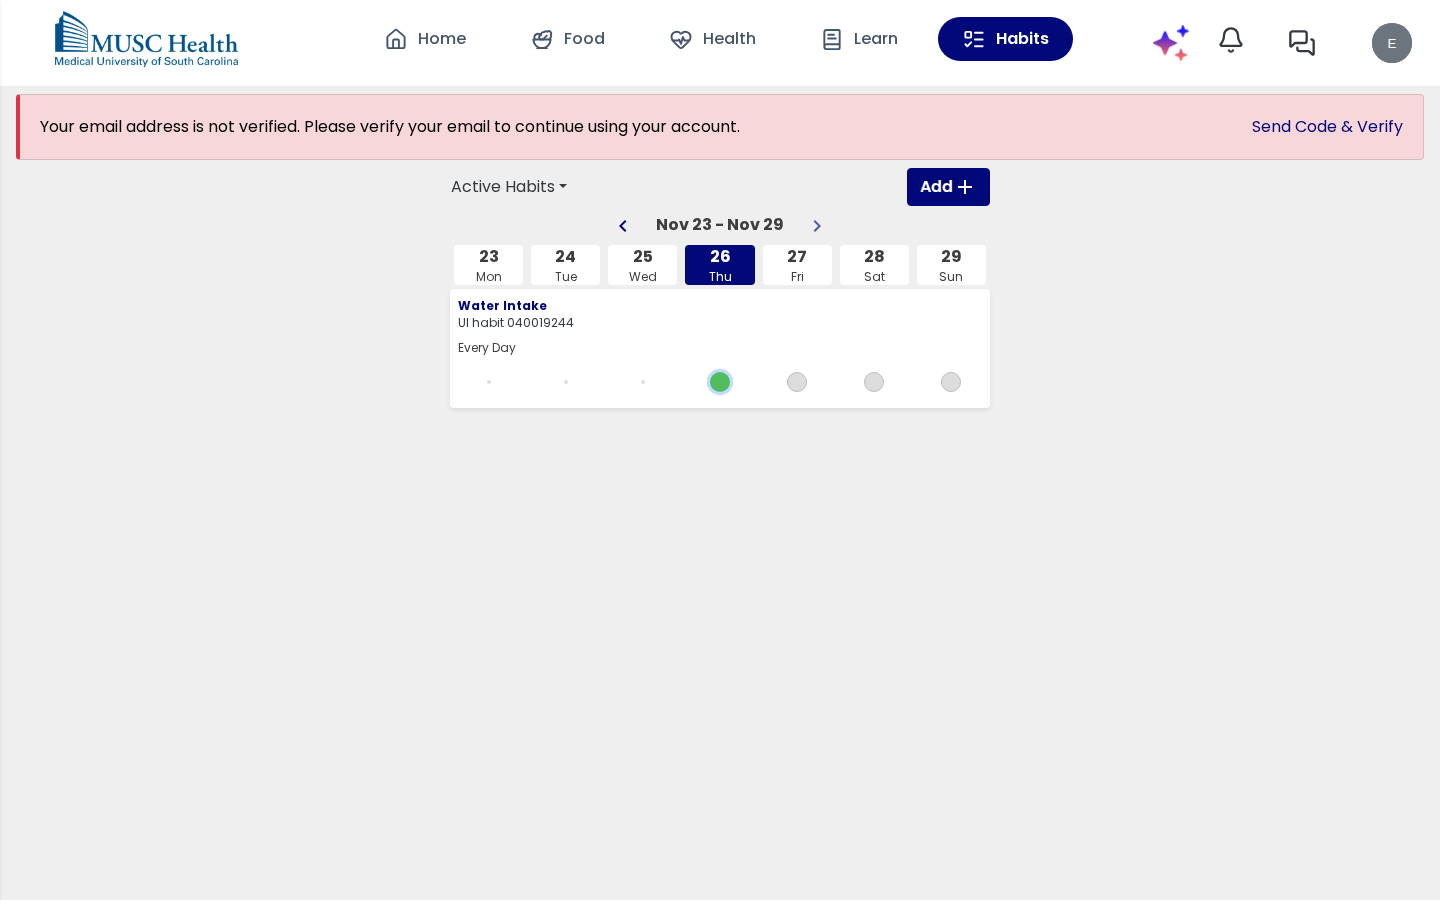 MUSC Health
Medical University of South Carolina
Home
Food
Health
Learn
Habits
E
Your email address is not verified. Please verify your email to continue using your account.
Send Code & Verify
Active Habits
Add
Nov 23 - Nov 29
23 24 25 26 27 28 29
Mon Tue Wed Thu Fri Sat Sun
Water Intake
UI habit 040019244
Every Day